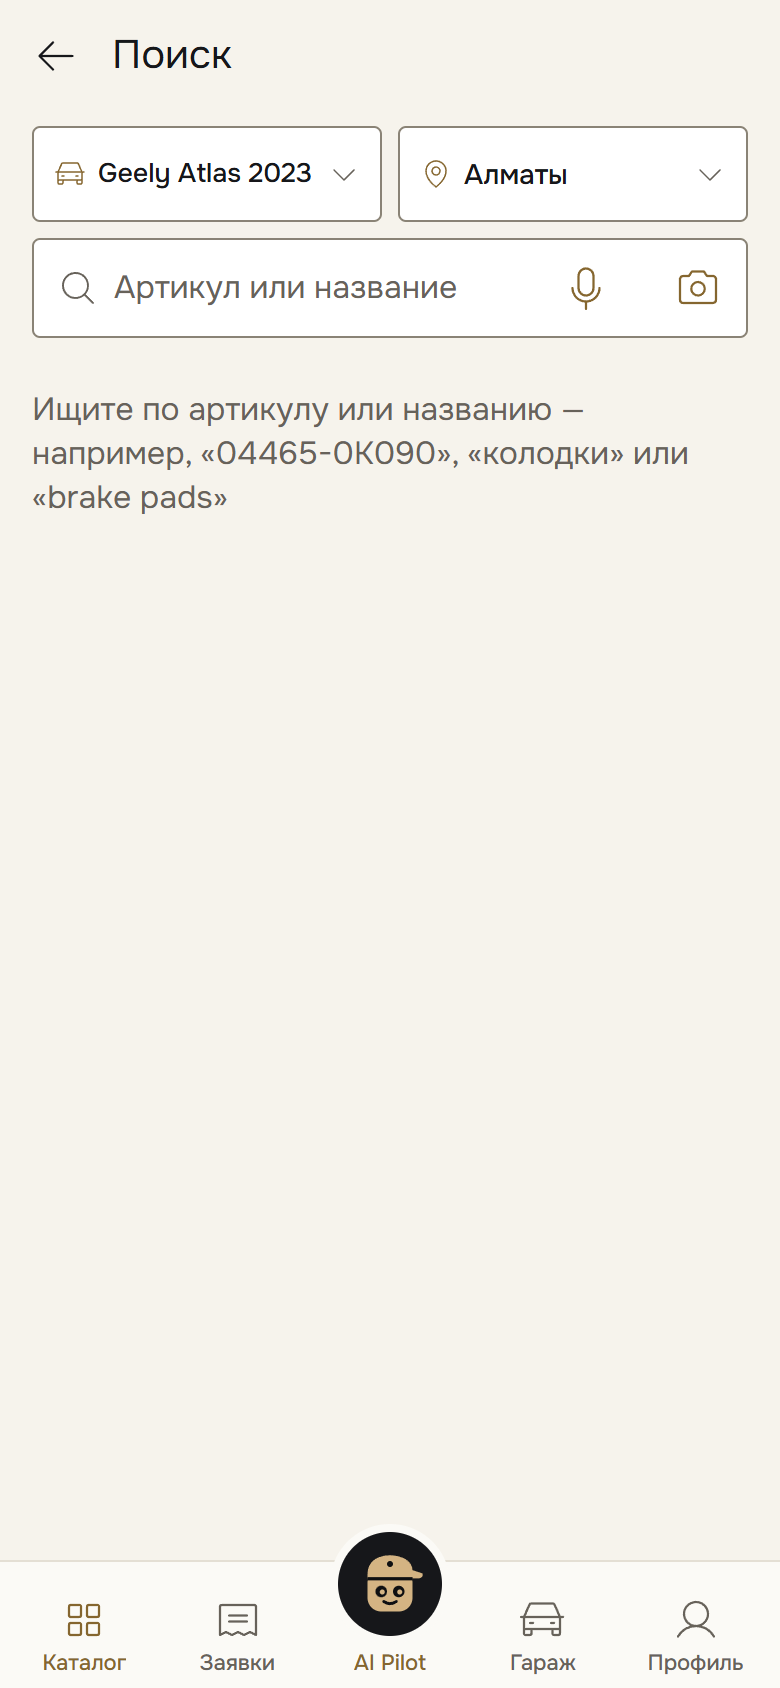 Поиск
Geely Atlas 2023
Алматы
Артикул или название
Ищите по артикулу или названию —
например, «04465-0K090», «колодки» или
«brake pads»
Каталог
Заявки
AI Pilot
Гараж
Профиль